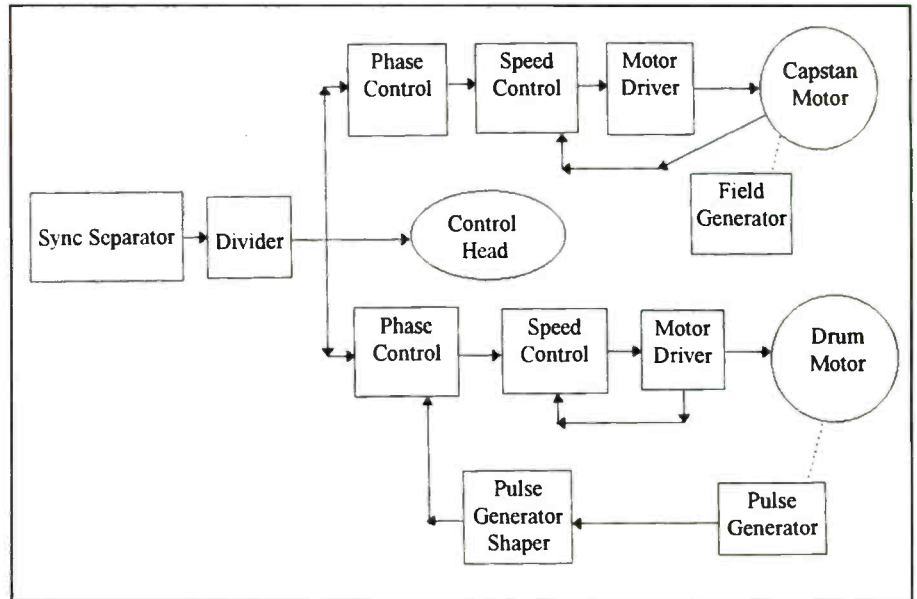 Phase
Control
Speed
Control
Motor
Driver
Capstan
Motor
Field
Generator
Sync Separator
Divider
Control
Head
Phase
Control
Speed
Control
Motor
Driver
Drum
Motor
Pulse
Generator
Shaper
Pulse
Generator